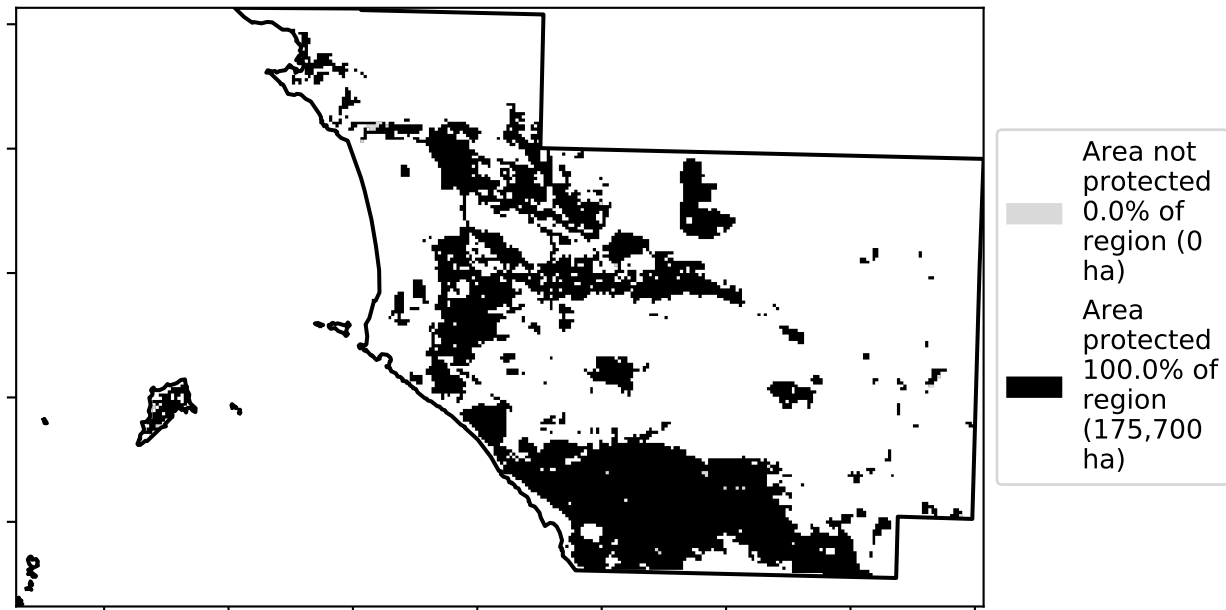 Area not
protected
0.0% of
region (0
ha)
Area
protected
100.0% of
region
(175,700
ha)